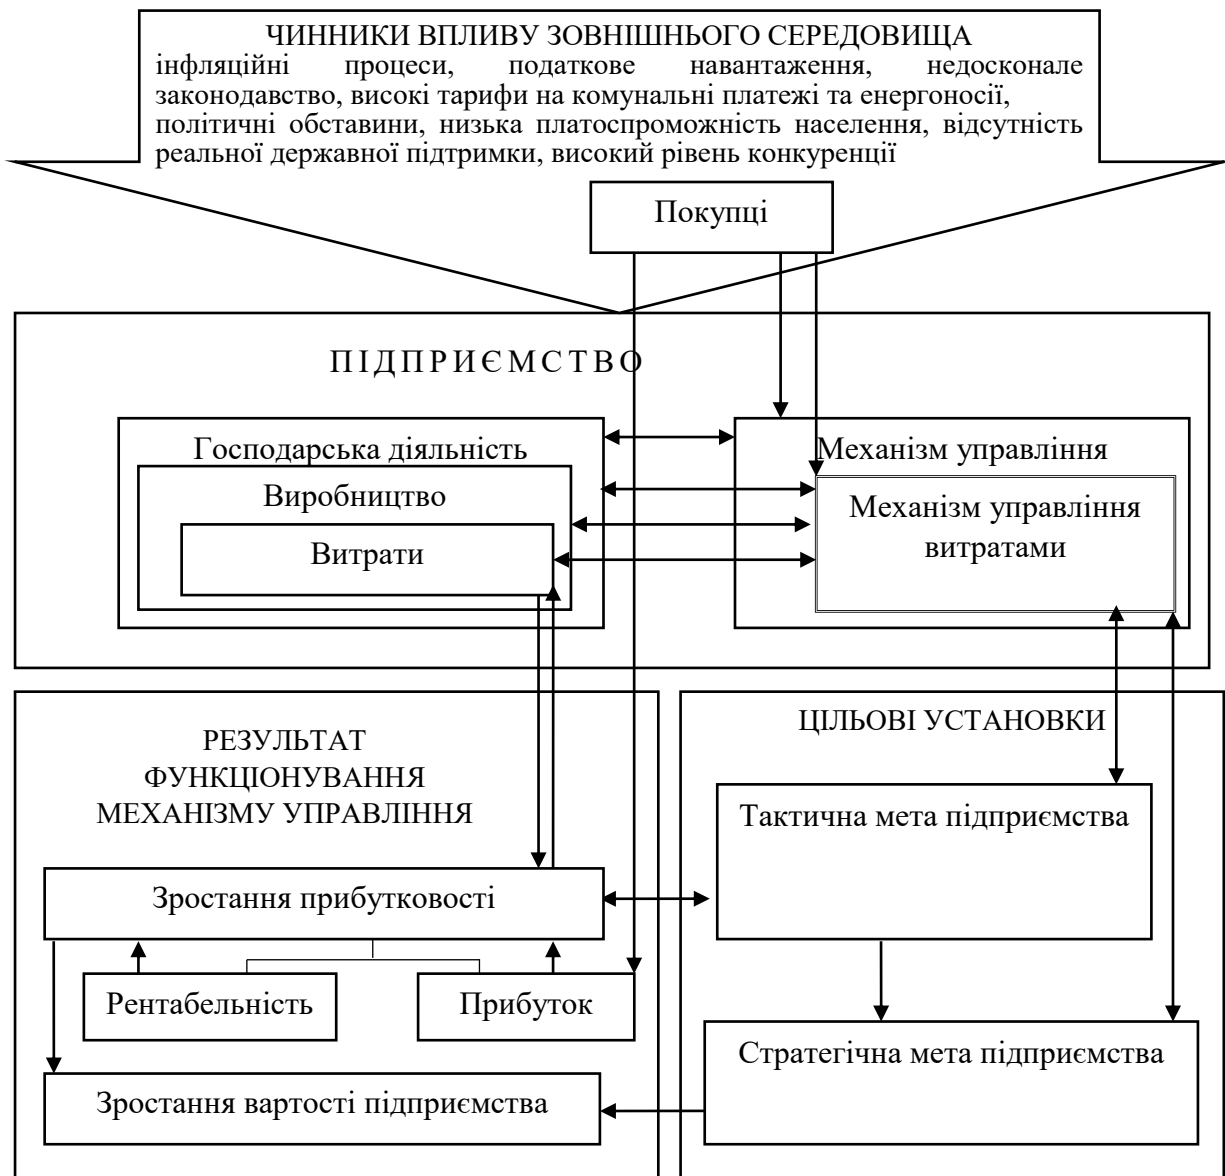 ЧИННИКИ ВПЛИВУ ЗОВНІШНЬОГО СЕРЕДОВИЩА
інфляційні процеси, податкове навантаження, недосконале
законодавство, високі тарифи на комунальні платежі та енергоносії,
політичні обставини, низька платоспроможність населення, відсутність
реальної державної підтримки, високий рівень конкуренції
Покупці
ПІДПРИЄМСТВО
Господарська діяльність
Виробництво
Витрати
Механізм управління
Механізм управління
витратами
РЕЗУЛЬТАТ
ФУНКЦІОНУВАННЯ
МЕХАНІЗМУ УПРАВЛІННЯ
Зростання прибутковості
Рентабельність
Прибуток
Зростання вартості підприємства
ЦІЛЬОВІ УСТАНОВКИ
Тактична мета підприємства
Стратегічна мета підприємства